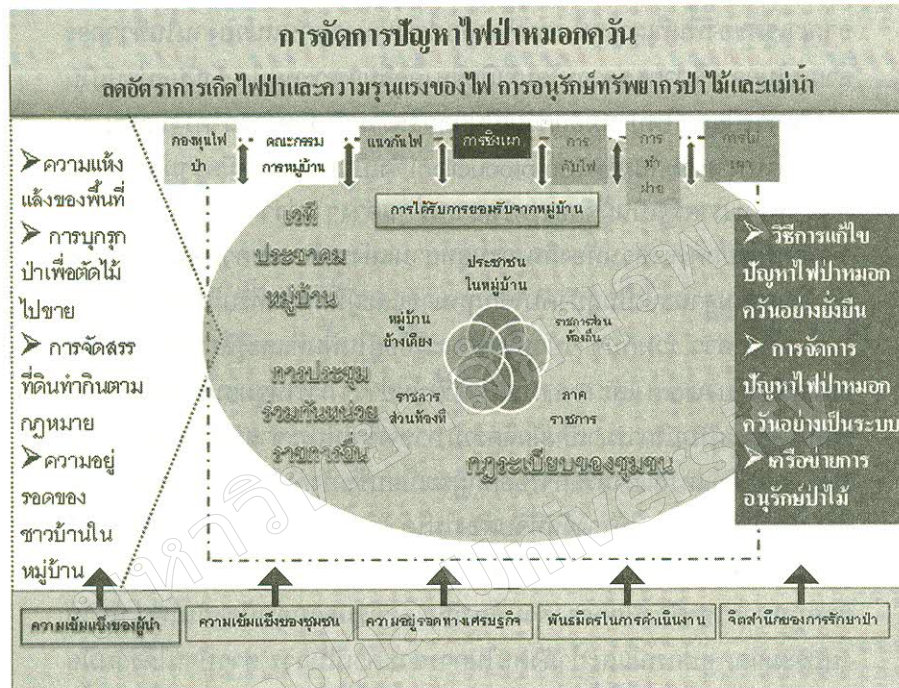 การจัดการปัญหาไฟป่าหมอกควัน
ลดอัตราการเกิดไฟป่าและความรุนแรงของไฟ การอนุรักษ์ทรัพยากรป่าไม้และแม่น้ำ
กองทุนไฟ
ป่า
คณะกรรม
การหมู่บ้าน
แนวกันไฟ
การชิงเผา
การ
ดับไฟ
การ
ทำ
ฝาย
การไม่
เผา
➢ ความแห้ง
แล้งของพื้นที่
➢ การบุกรุก
ป่าเพื่อตัดไม้
ไปขาย
➢ การจัดสรร
ที่ดินทำกินตาม
กฎหมาย
➢ ความอยู่
รอดของ
ชาวบ้านใน
หมู่บ้าน
การได้รับการยอมรับจากหมู่บ้าน
เวที
ประชาคม
หมู่บ้าน
การประชุม
ร่วมกับหน่วย
ราชการอื่น
ประชาชน
ในหมู่บ้าน
หมู่บ้าน
ข้างเคียง
ราชการส่วน
ท้องถิ่น
ราชการ
ส่วนท้องที่
ภาค
ราชการ
กฎระเบียบของชุมชน
➢ วิธีการแก้ไข
ปัญหาไฟป่าหมอก
ควันอย่างยั่งยืน
➢ การจัดการ
ปัญหาไฟป่าหมอก
ควันอย่างเป็นระบบ
➢ เครือข่ายการ
อนุรักษ์ป่าไม้
ความเข้มแข็งของผู้นำ
ความเข้มแข็งของชุมชน
ความอยู่รอดทางเศรษฐกิจ
พันธมิตรในการดำเนินงาน
จิตสำนึกของการรักษาป่า